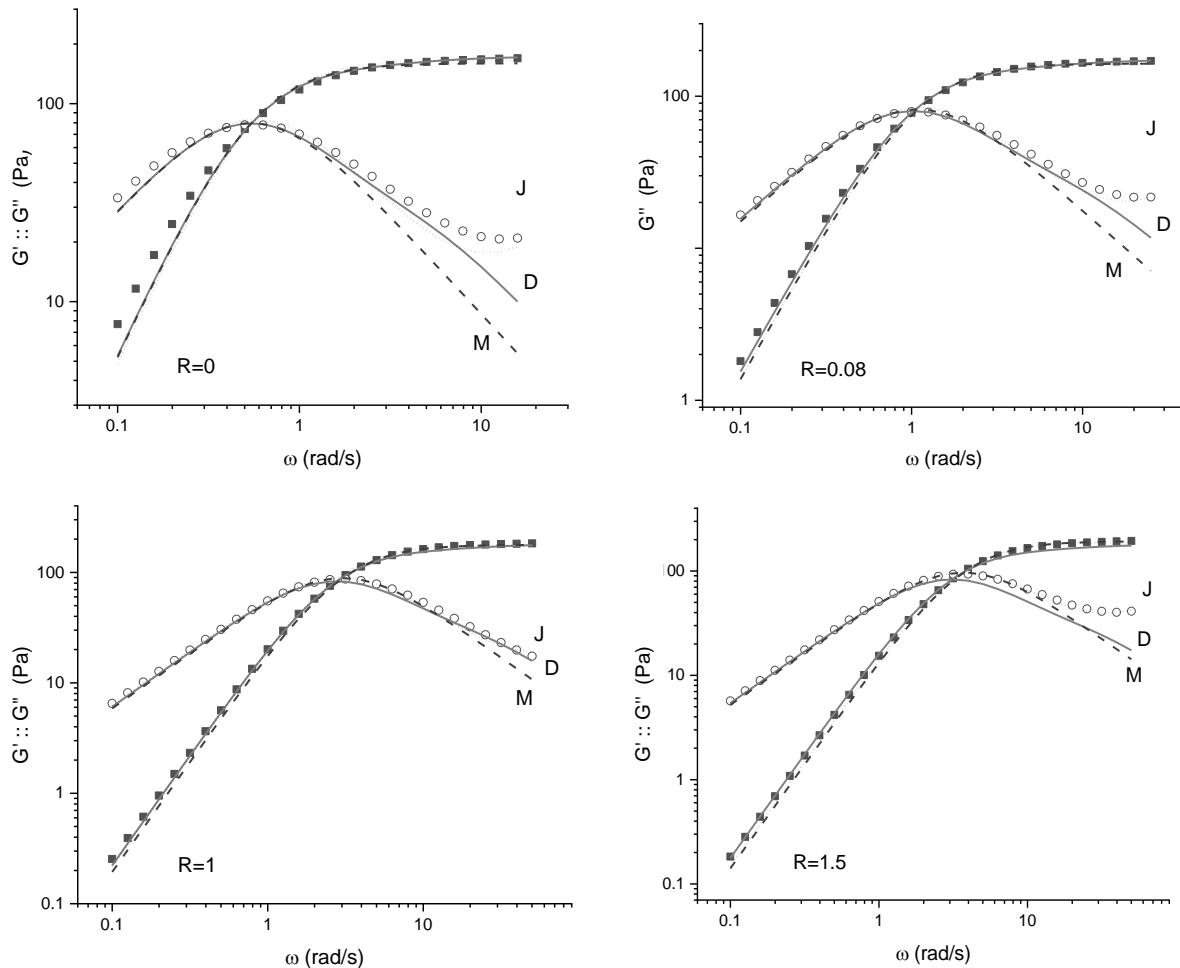 G' :: G'' (Pa,
100
10
J
D
M
R=0
0.1
1
10
ω (rad/s)
G'' (Pa)
100
1
J
D
M
R=0.08
0.1
1
10
ω (rad/s)
G' :: G'' (Pa)
100
10
1
0.1
J
D
M
R=1
0.1
1
10
ω (rad/s)
G' :: G'' (Pa)
100
10
1
0.1
J
D
M
R=1.5
0.1
1
10
ω (rad/s)